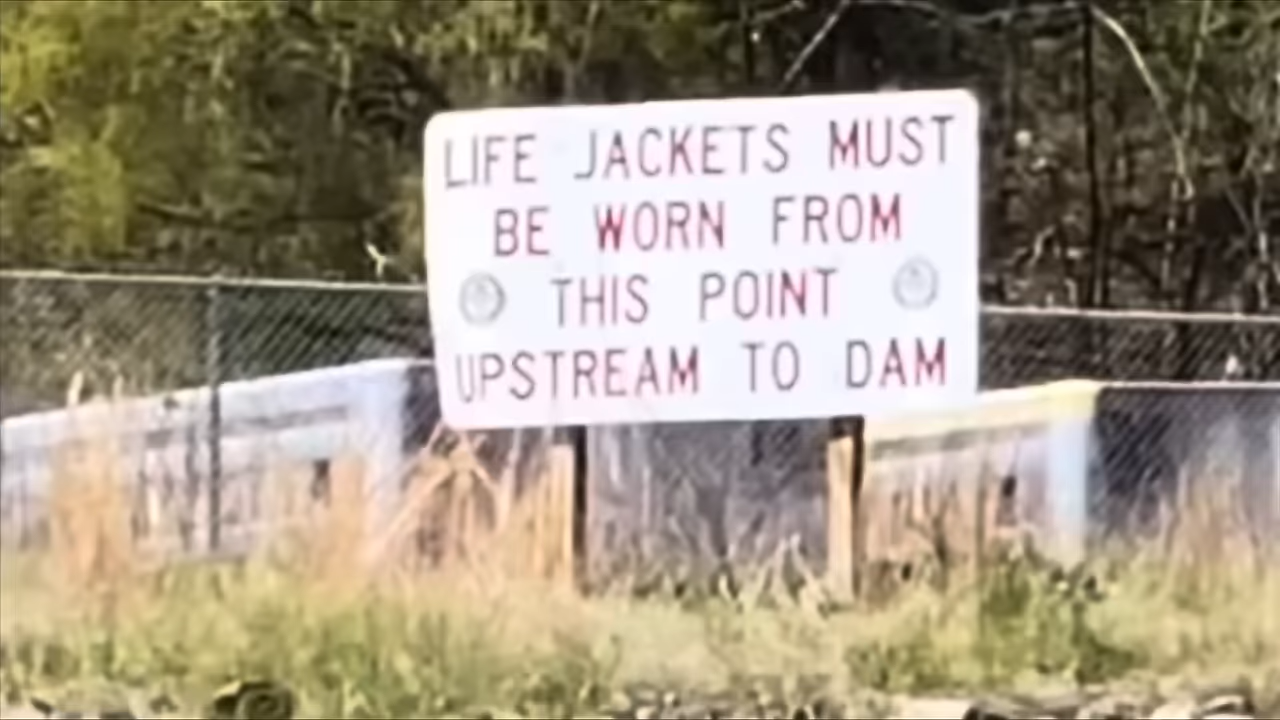 LIFE JACKETS MUST
BE WORN FROM
THIS POINT
UPSTREAM TO DAM